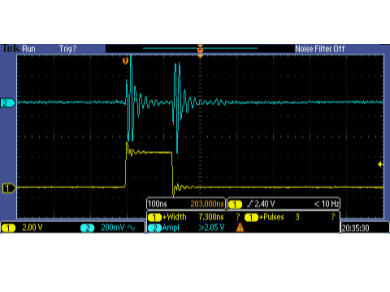 Tek Run Trig? Noise Filter Off
2
1
100ns 203.000ns 1 2.40 V < 10 Hz
1 +Width 7.308ns ? 1 +Pulses 3 ?
1 2.00 V 2 200mV 2 Ampl >2.05 V 20:35:30